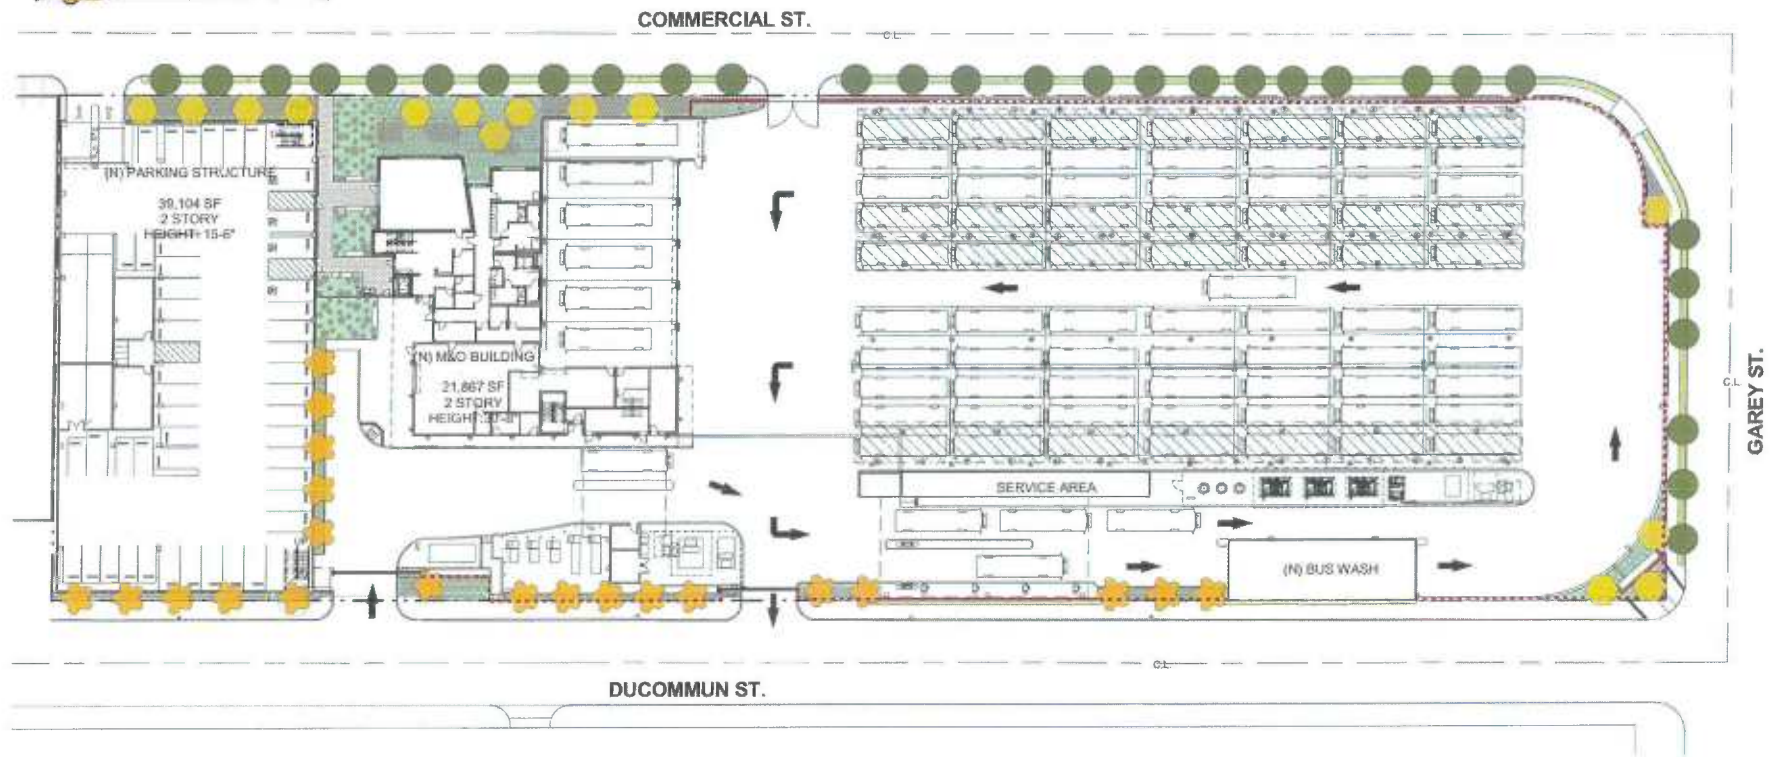 COMMERCIAL ST.
C.L.
(N) PARKING STRUCTURE
39,104 SF
2 STORY
HEIGHT: 15-6"
(N) M&O BUILDING
21,867 SF
2 STORY
HEIGHT:
C.L.
GAREY ST.
SERVICE AREA
(N) BUS WASH
C.L.
DUCOMMUN ST.